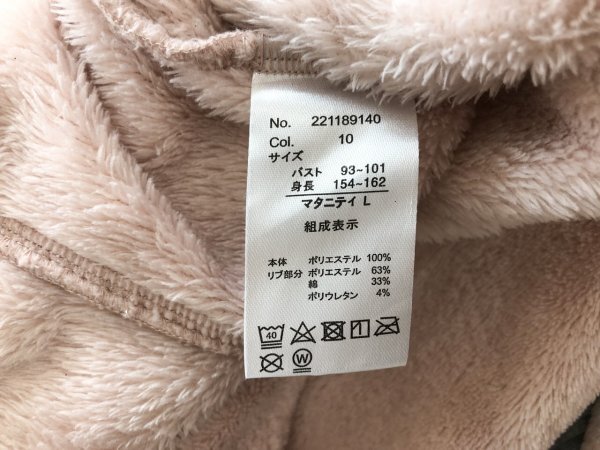 No. 221189140
Col. 10
サイズ
バスト 93~101
身長 154~162
マタニティ L
組成表示
本体 ポリエステル 100%
リブ部分 ポリエステル 63%
綿 33%
ポリウレタン 4%
40
W